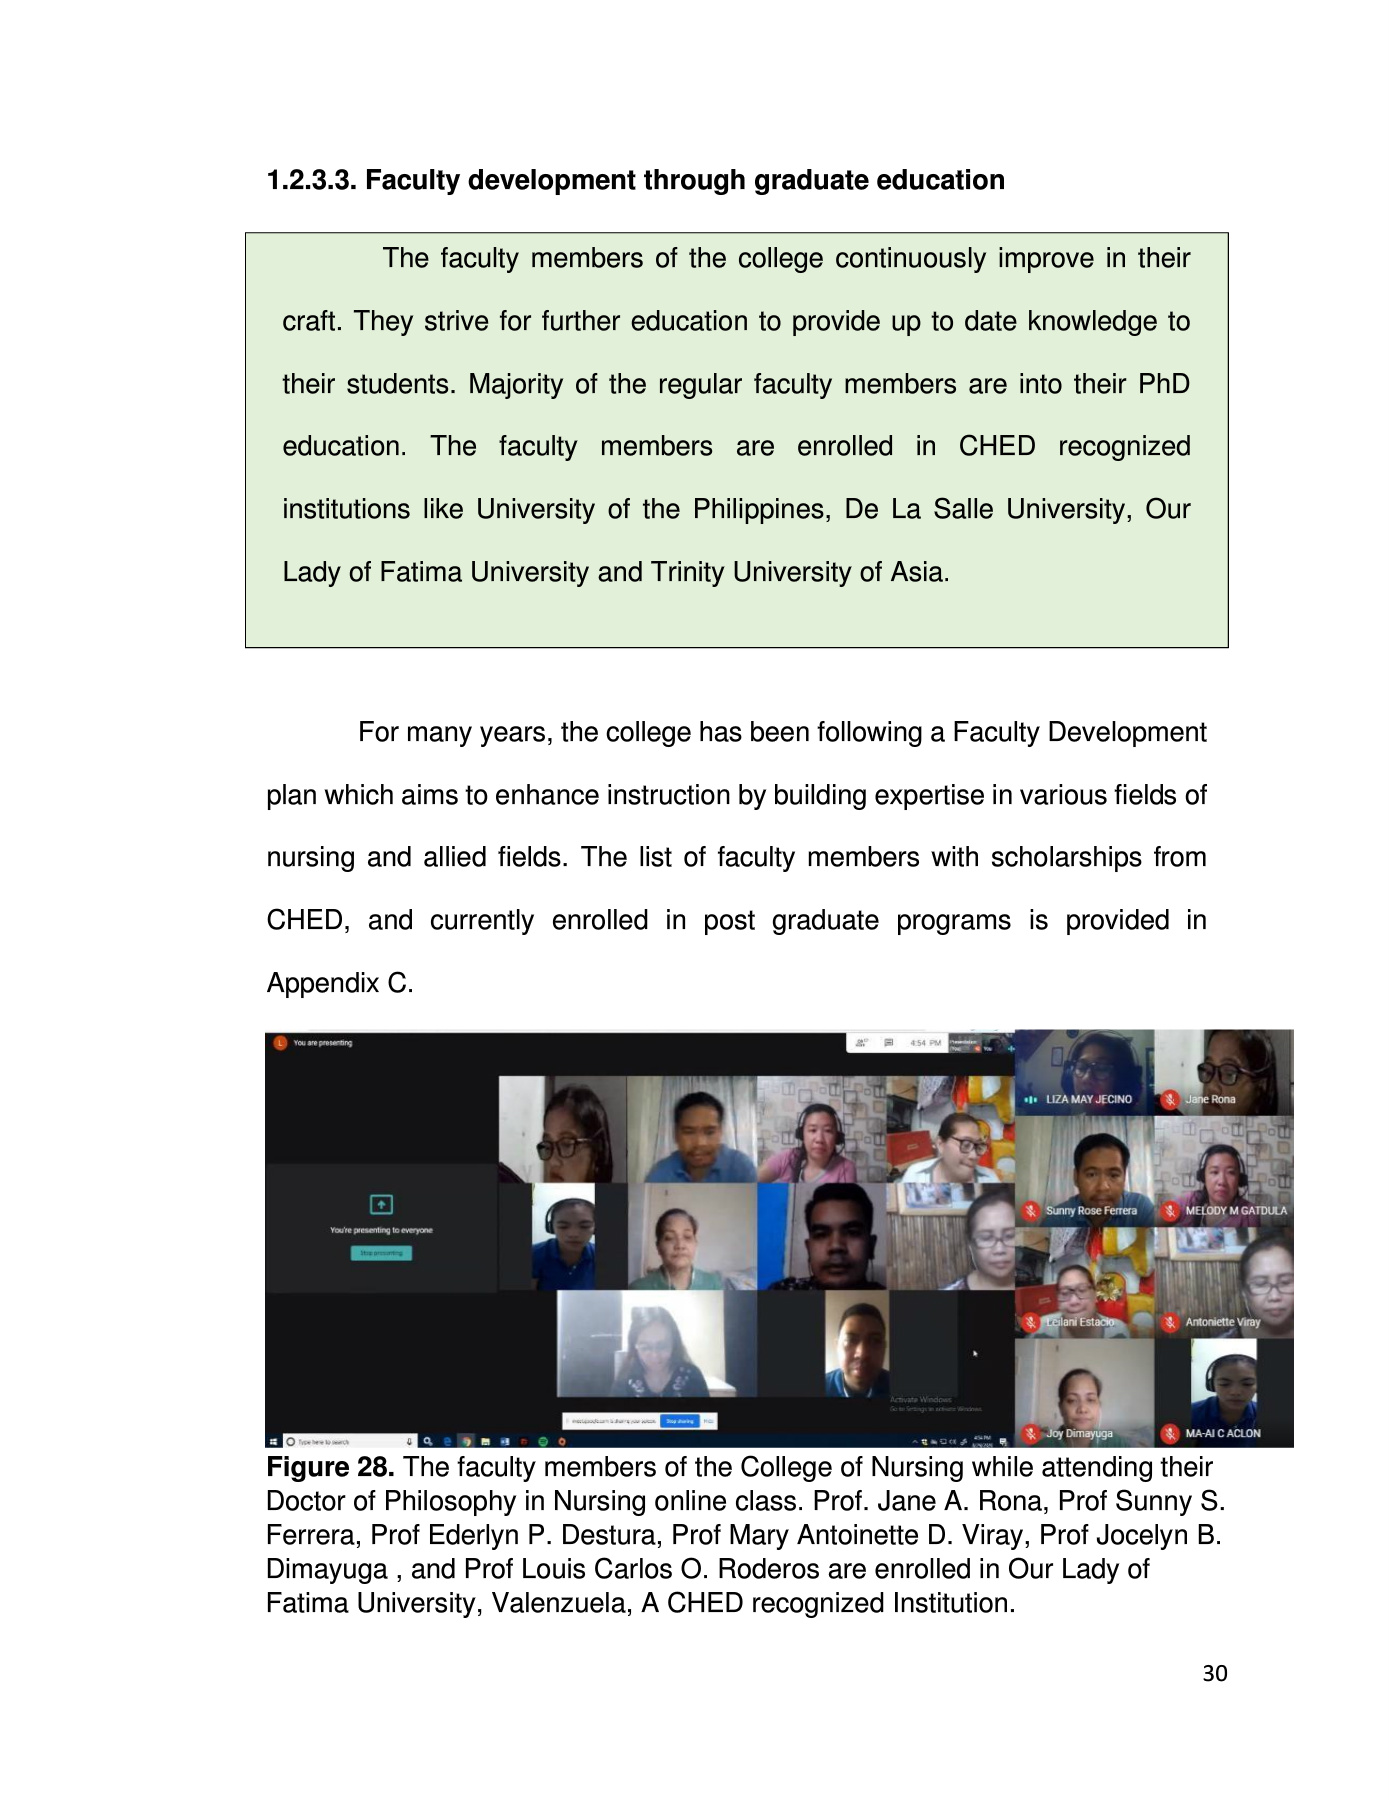 1.2.3.3. Faculty development through graduate education
The faculty members of the college continuously improve in their
craft. They strive for further education to provide up to date knowledge to
their students. Majority of the regular faculty members are into their PhD
education. The faculty members are enrolled in CHED recognized
institutions like University of the Philippines, De La Salle University, Our
Lady of Fatima University and Trinity University of Asia.
For many years, the college has been following a Faculty Development
plan which aims to enhance instruction by building expertise in various fields of
nursing and allied fields. The list of faculty members with scholarships from
CHED, and currently enrolled in post graduate programs is provided in
Appendix C.
L You are presenting
4:54 PM
You
You're presenting to everyone
Stop presenting
Activate Windows
Go to Settings to activate Windows.
meet.google.com is sharing your screen. Stop sharing Hide
Type here to search
4:54 PM
LIZA MAY JECINO
Jane Rona
Sunny Rose Ferrera
MELODY M GATDULA
Leilani Estacio
Antoniette Viray
Joy Dimayuga
MA-AI C ACLON
Figure 28. The faculty members of the College of Nursing while attending their
Doctor of Philosophy in Nursing online class. Prof. Jane A. Rona, Prof Sunny S.
Ferrera, Prof Ederlyn P. Destura, Prof Mary Antoinette D. Viray, Prof Jocelyn B.
Dimayuga , and Prof Louis Carlos O. Roderos are enrolled in Our Lady of
Fatima University, Valenzuela, A CHED recognized Institution.
30